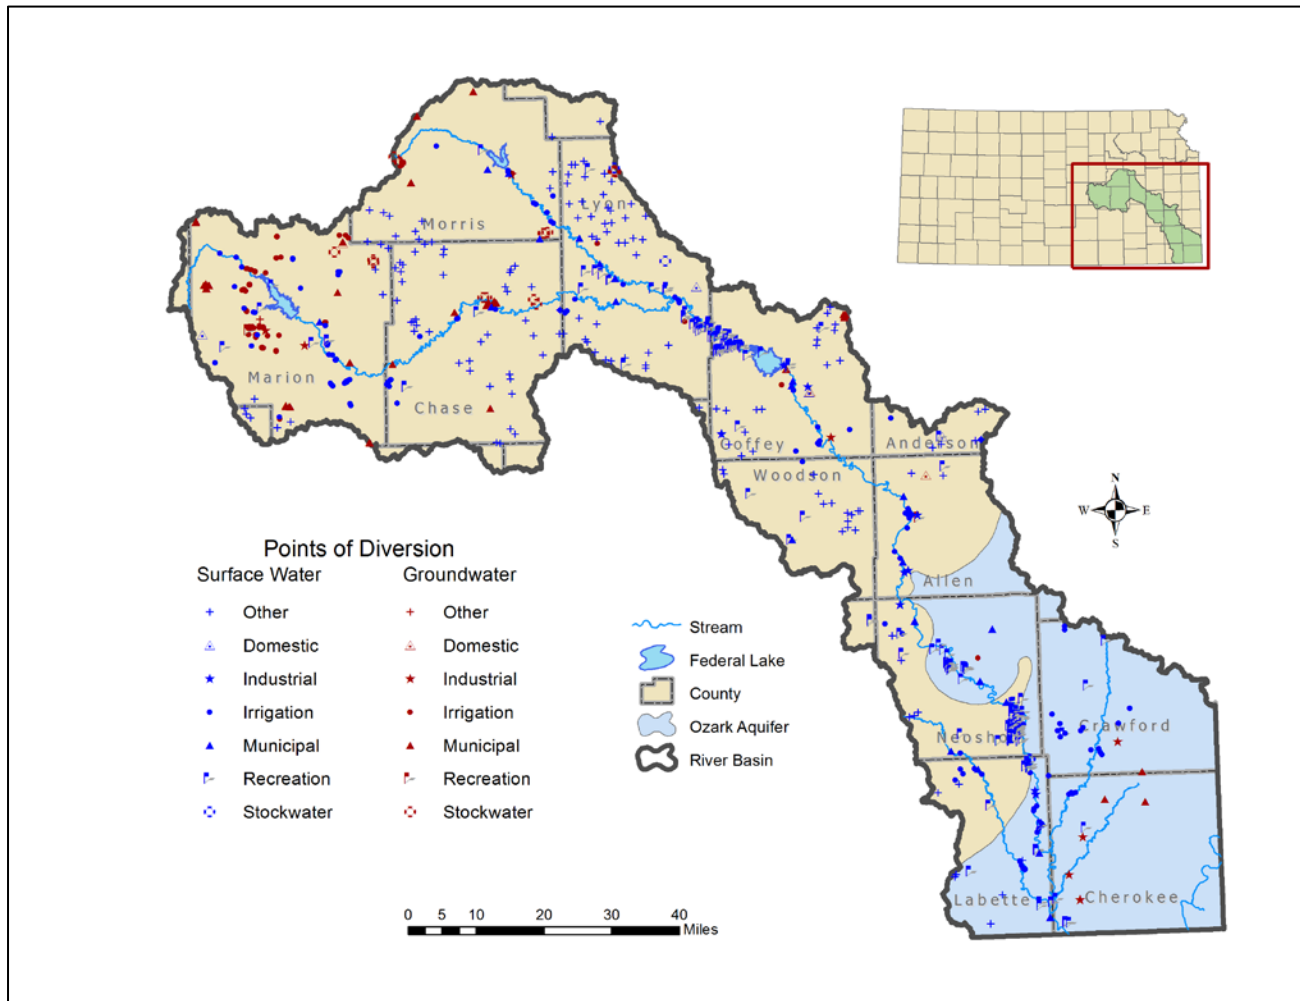 Morris
Lyon
Marion
Chase
Coffey
Anderson
Woodson
N
W
E
S
Allen
Neosho
Crawford
Labette
Cherokee
Points of Diversion
Surface Water
Groundwater
Other
Other
Domestic
Domestic
Industrial
Industrial
Irrigation
Irrigation
Municipal
Municipal
Recreation
Recreation
Stockwater
Stockwater
Stream
Federal Lake
County
Ozark Aquifer
River Basin
0 5 10 20 30 40
Miles